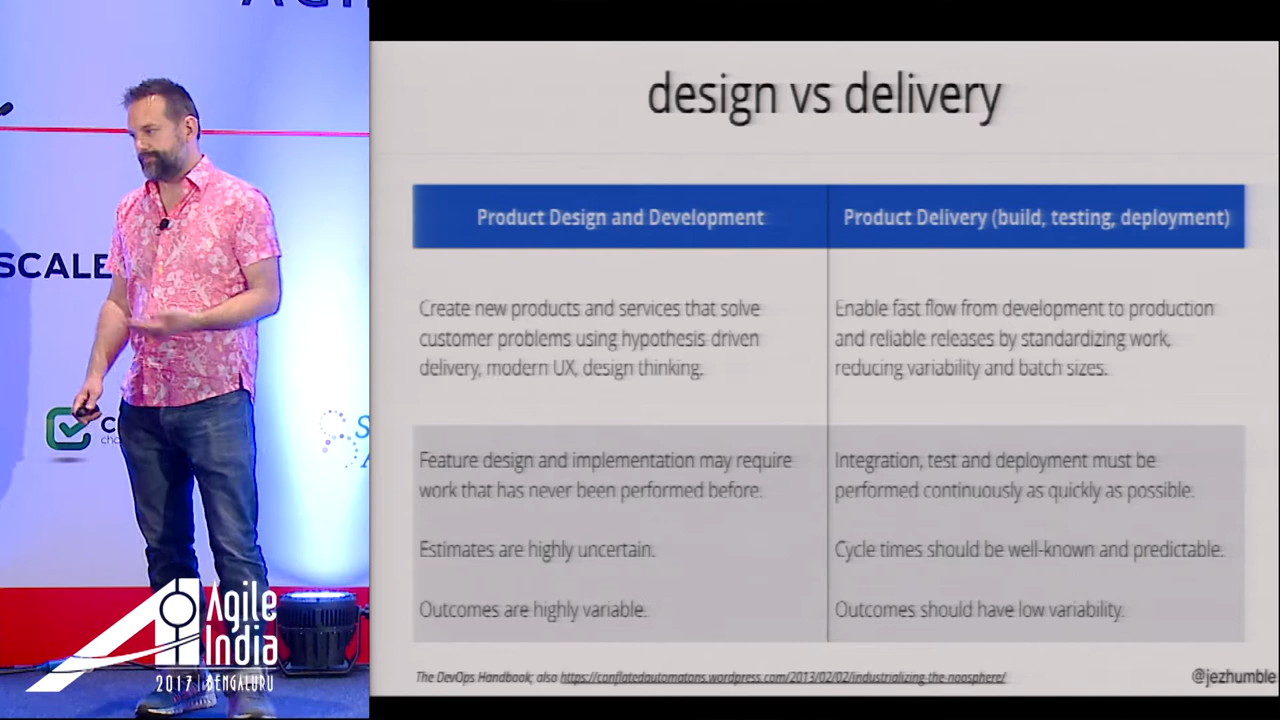 SCALE
Agile
India
2017 | BENGALURU
design vs delivery
Product Design and Development
Product Delivery (build, testing, deployment)
Create new products and services that solve
customer problems using hypothesis driven
delivery, modern UX, design thinking.
Enable fast flow from development to production
and reliable releases by standardizing work,
reducing variability and batch sizes.
Feature design and implementation may require
work that has never been performed before.
Estimates are highly uncertain.
Outcomes are highly variable.
Integration, test and deployment must be
performed continuously as quickly as possible.
Cycle times should be well-known and predictable.
Outcomes should have low variability.
The DevOps Handbook; also https://conflatedautomatons.wordpress.com/2013/02/02/industrializing-the-noosphere/
@jezhumble